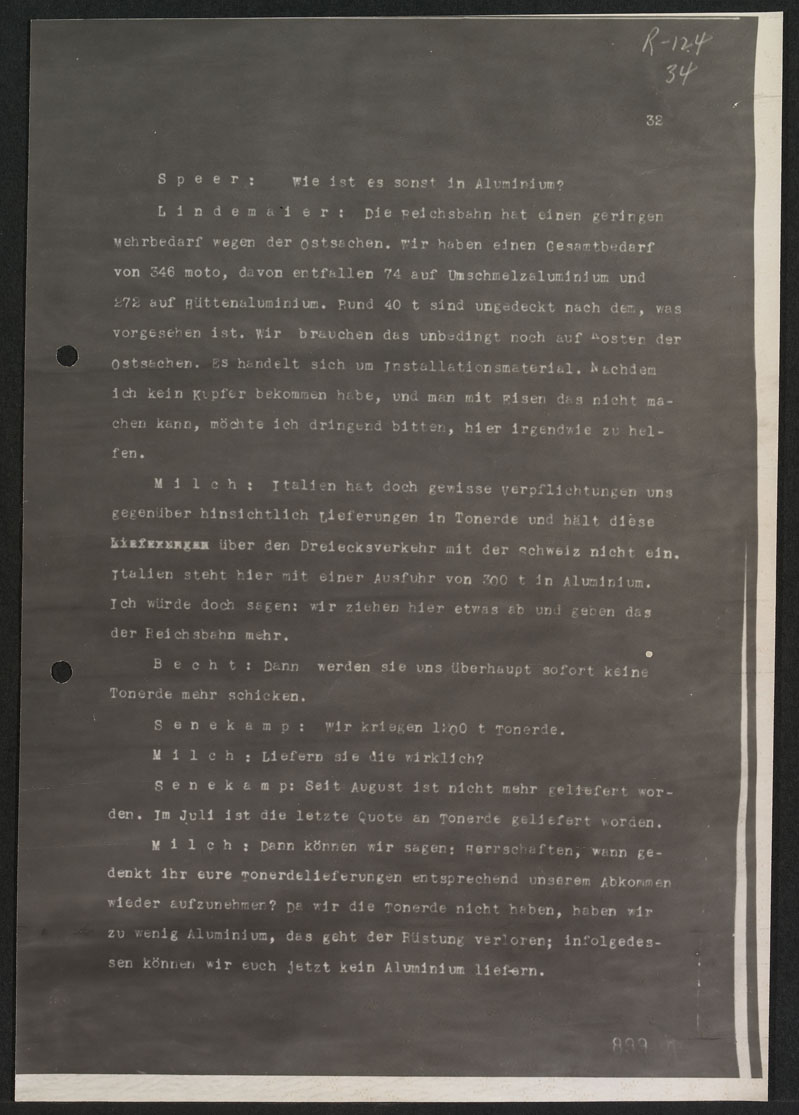 R-124
34
32
Speer: Wie ist es sonst in Aluminium?
Lindemaier: Die Reichsbahn hat einen geringen
Mehrbedarf wegen der Ostsachen. Wir haben einen Gesamtbedarf
von 346 moto, davon entfallen 74 auf Umschmelzaluminium und
272 auf Hüttenaluminium. Rund 40 t sind ungedeckt nach dem, was
vorgesehen ist. Wir brauchen das unbedingt noch auf Kosten der
Ostsachen. Es handelt sich um Installationsmaterial. Nachdem
ich kein Kupfer bekommen habe, und man mit Eisen das nicht ma-
chen kann, möchte ich dringend bitten, hier irgendwie zu hel-
fen.
Milch: Italien hat doch gewisse Verpflichtungen uns
gegenüber hinsichtlich Lieferungen in Tonerde und hält diese
über den Dreiecksverkehr mit der Schweiz nicht ein.
Italien steht hier mit einer Ausfuhr von 300 t in Aluminium.
Ich würde doch sagen: wir ziehen hier etwas ab und geben das
der Reichsbahn mehr.
Becht: Dann werden sie uns überhaupt sofort keine
Tonerde mehr schicken.
Senekamp: Wir kriegen t Tonerde.
Milch: Liefern sie die wirklich?
Senekamp: Seit August ist nicht mehr geliefert wor-
den. Im Juli ist die letzte Quote an Tonerde geliefert worden.
Milch: Dann können wir sagen: Herrschaften, wann ge-
denkt ihr eure Tonerdelieferungen entsprechend unserem Abkommen
wieder aufzunehmen? Da wir die Tonerde nicht haben, haben wir
zu wenig Aluminium, das geht der Rüstung verloren; infolgedes-
sen können wir euch jetzt kein Aluminium liefern.
899